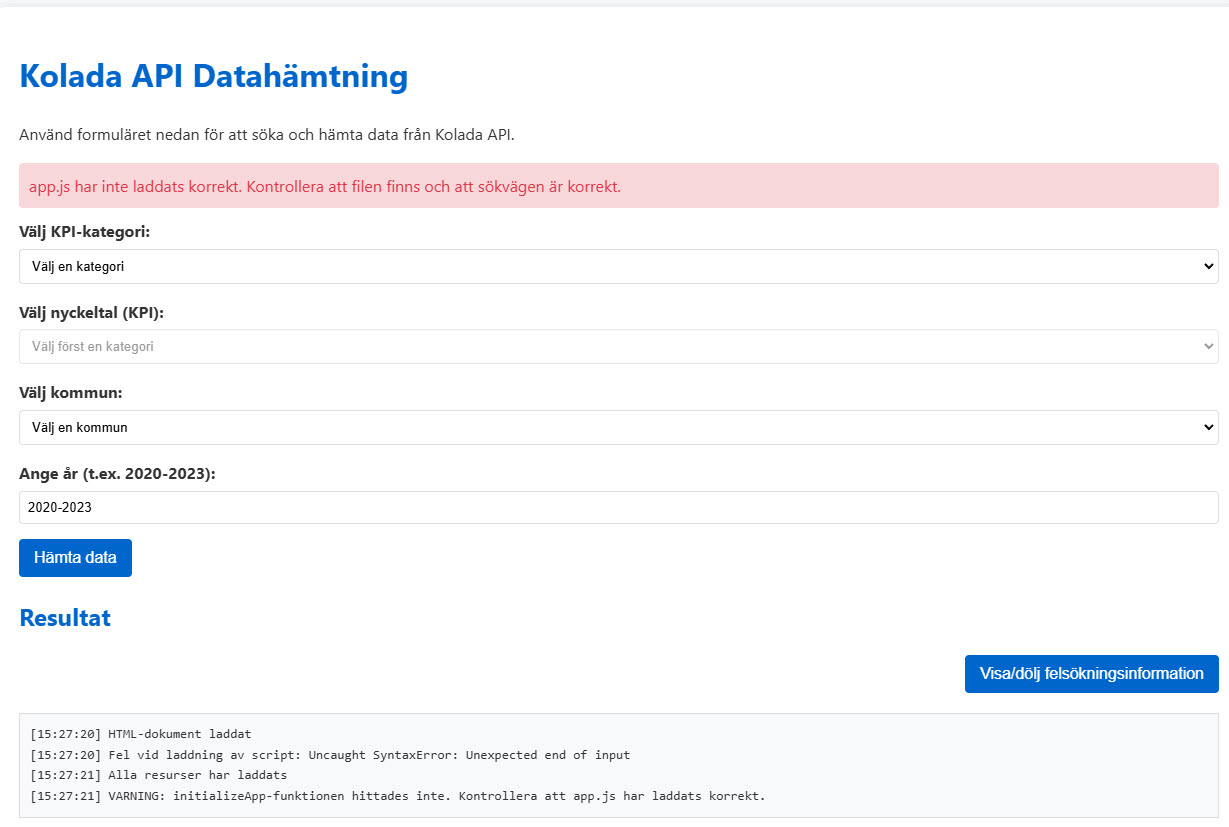 Kolada API Datahämtning
Använd formuläret nedan för att söka och hämta data från Kolada API.
app.js har inte laddats korrekt. Kontrollera att filen finns och att sökvägen är korrekt.
Välj KPI-kategori:
Välj en kategori
Välj nyckeltal (KPI):
Välj först en kategori
Välj kommun:
Välj en kommun
Ange år (t.ex. 2020-2023):
2020-2023
Hämta data
Resultat
Visa/dölj felsökningsinformation
[15:27:20] HTML-dokument laddat
[15:27:20] Fel vid laddning av script: Uncaught SyntaxError: Unexpected end of input
[15:27:21] Alla resurser har laddats
[15:27:21] VARNING: initializeApp-funktionen hittades inte. Kontrollera att app.js har laddats korrekt.